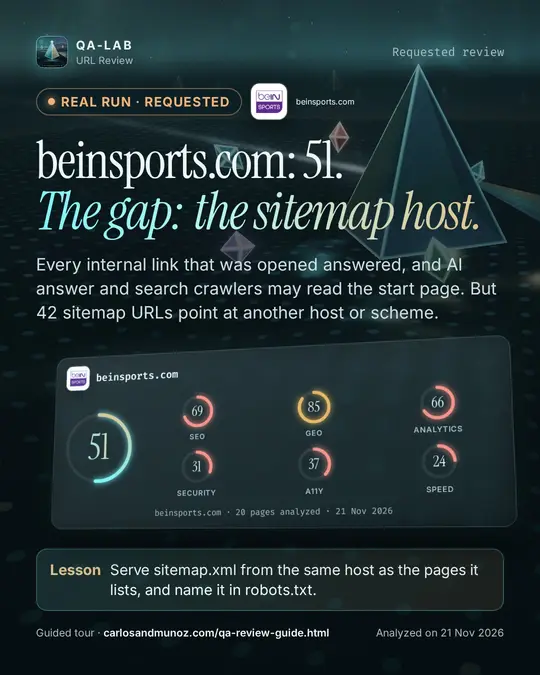 QA-LAB
URL Review
Requested review
REAL RUN · REQUESTED
beIN
SPORTS
beinsports.com
beinsports.com: 51.
The gap: the sitemap host.
Every internal link that was opened answered, and AI
answer and search crawlers may read the start page. But
42 sitemap URLs point at another host or scheme.
beIN
SPORTS
beinsports.com
51
69
SEO
85
GEO
66
ANALYTICS
31
SECURITY
37
A11Y
24
SPEED
beinsports.com · 20 pages analyzed · 21 Nov 2026
Lesson Serve sitemap.xml from the same host as the pages it
lists, and name it in robots.txt.
Guided tour · carlosandmunoz.com/qa-review-guide.html
Analyzed on 21 Nov 2026